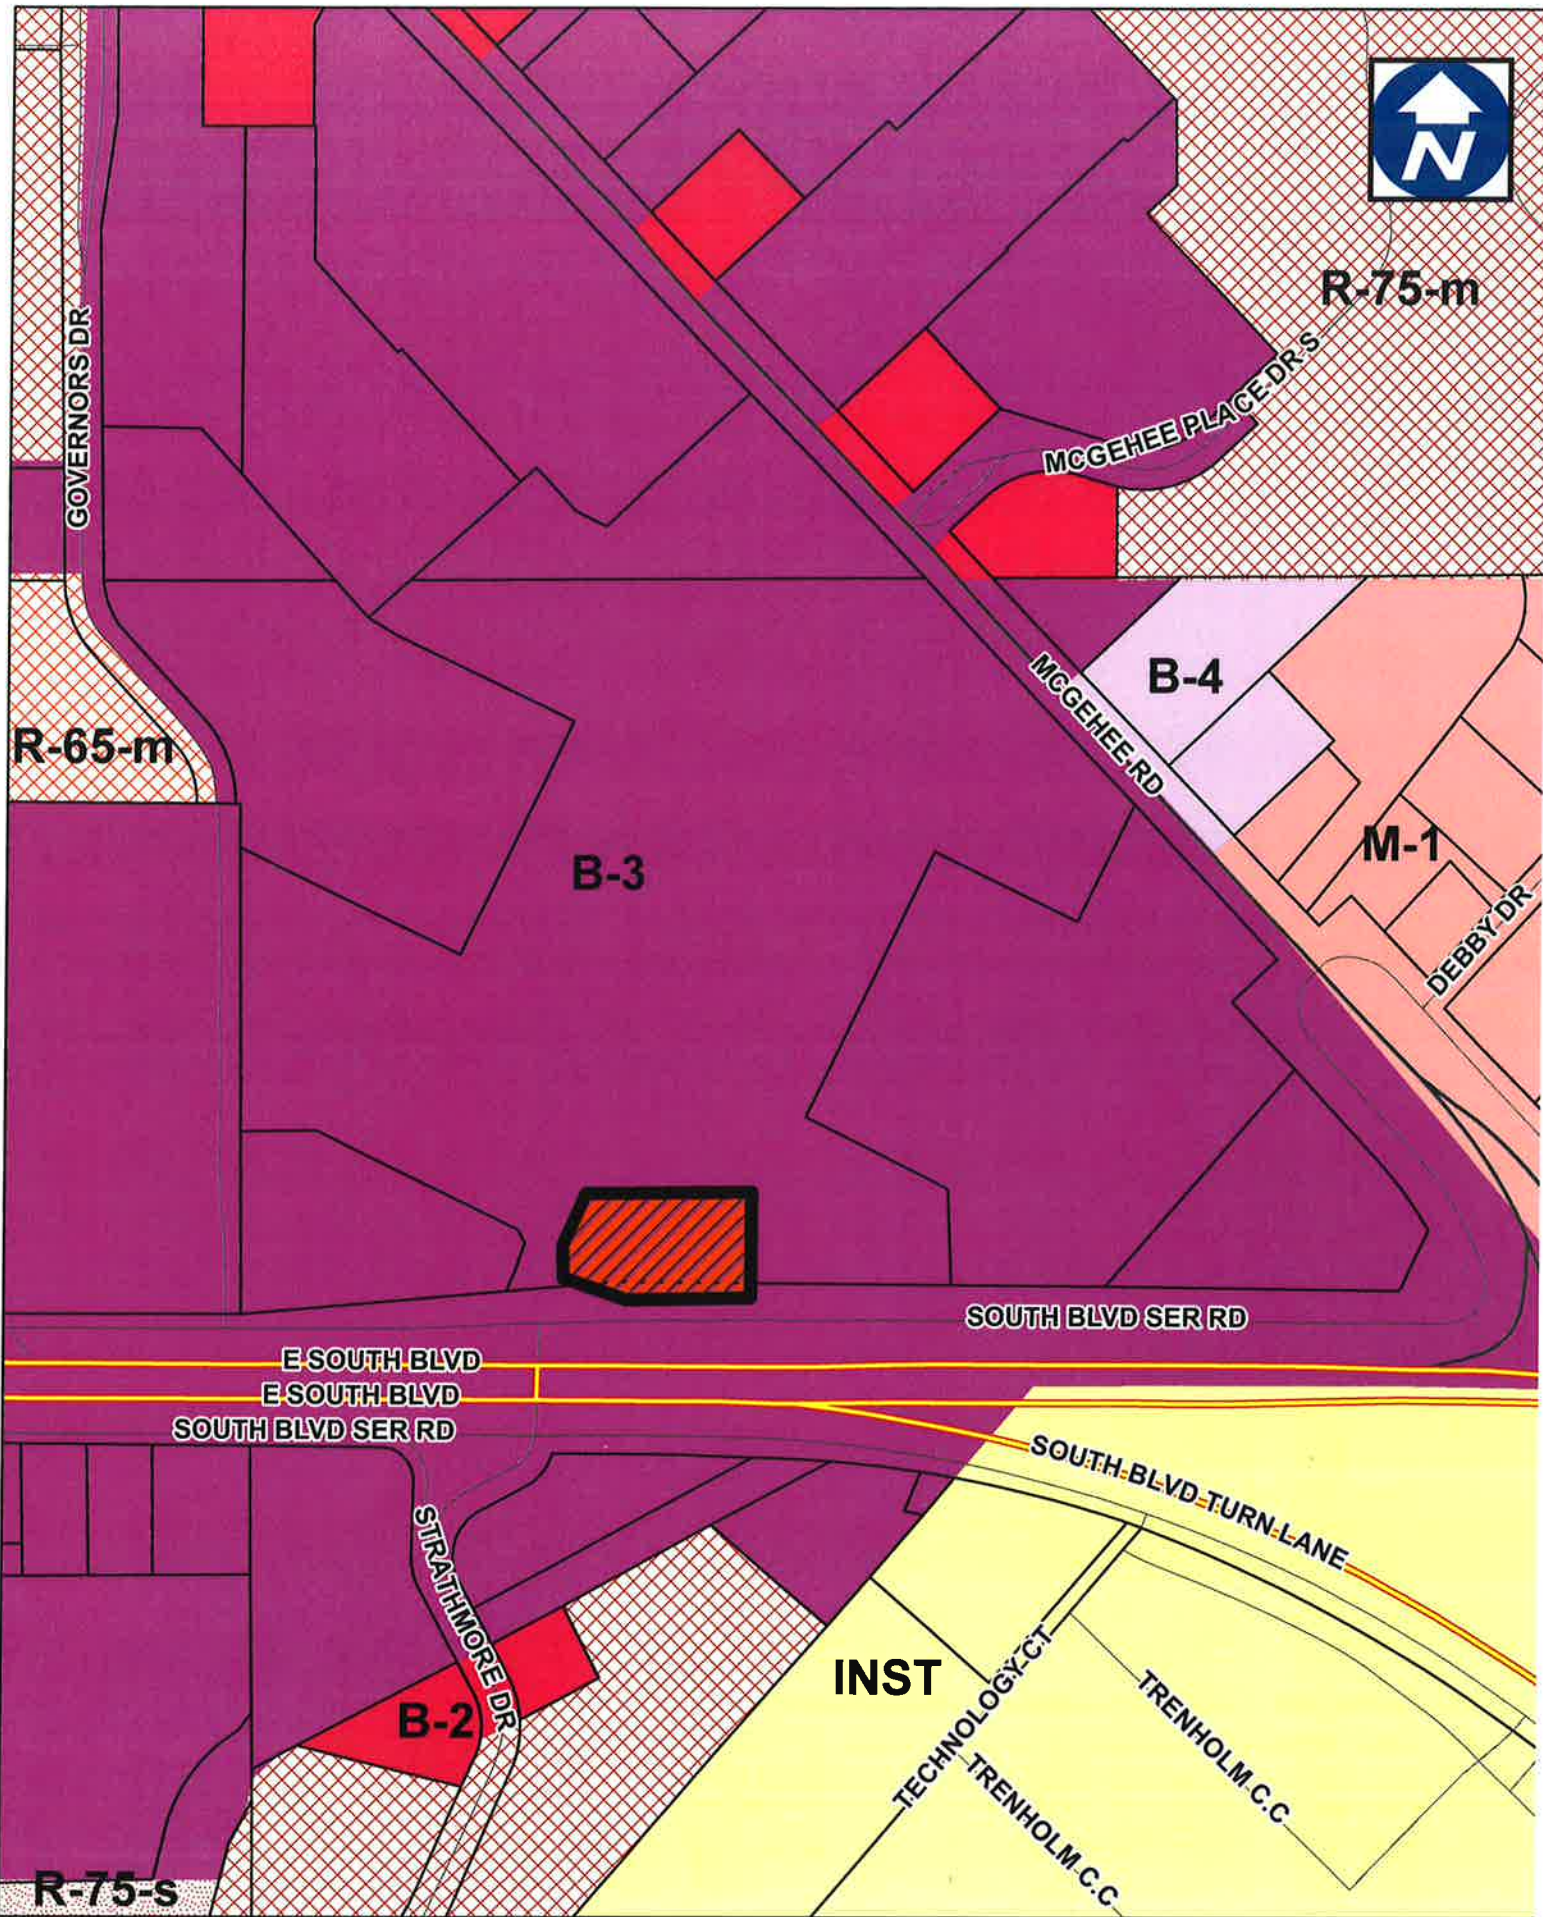 N
R-75-m
GOVERNORS DR
MCGEHEE PLACE DR S
B-4
MCGEHEE RD
R-65-m
B-3
M-1
DEBBY DR
SOUTH BLVD SER RD
E SOUTH BLVD
E SOUTH BLVD
SOUTH BLVD SER RD
SOUTH BLVD TURN LANE
STRATHMORE DR
INST
B-2
TECHNOLOGY CT
TRENHOLM C.C
TRENHOLM C.C
R-75-s